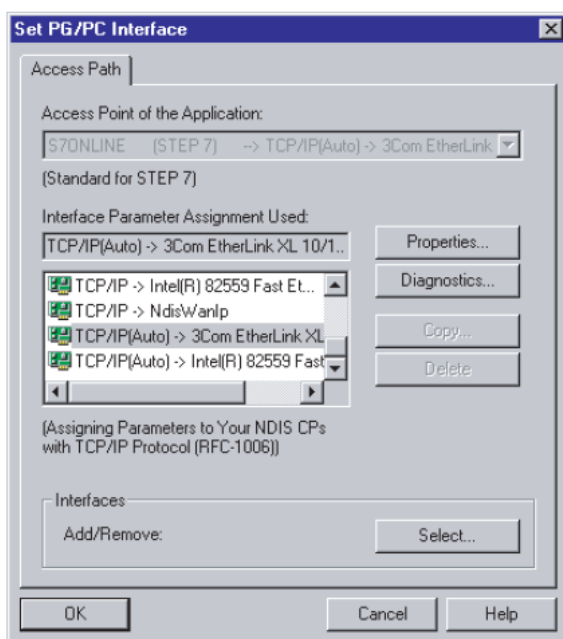 Set PG/PC Interface
Access Path
Access Point of the Application:
S7ONLINE (STEP 7) --> TCP/IP(Auto) -> 3Com EtherLink
(Standard for STEP 7)
Interface Parameter Assignment Used:
TCP/IP(Auto) -> 3Com EtherLink XL 10/1..
Properties...
TCP/IP -> Intel(R) 82559 Fast Et...
Diagnostics...
TCP/IP -> NdisWanIp
TCP/IP(Auto) -> 3Com EtherLink XL
Copy...
TCP/IP(Auto) -> Intel(R) 82559 Fast
Delete
(Assigning Parameters to Your NDIS CPs
with TCP/IP Protocol (RFC-1006))
Interfaces
Add/Remove:
Select...
OK
Cancel
Help